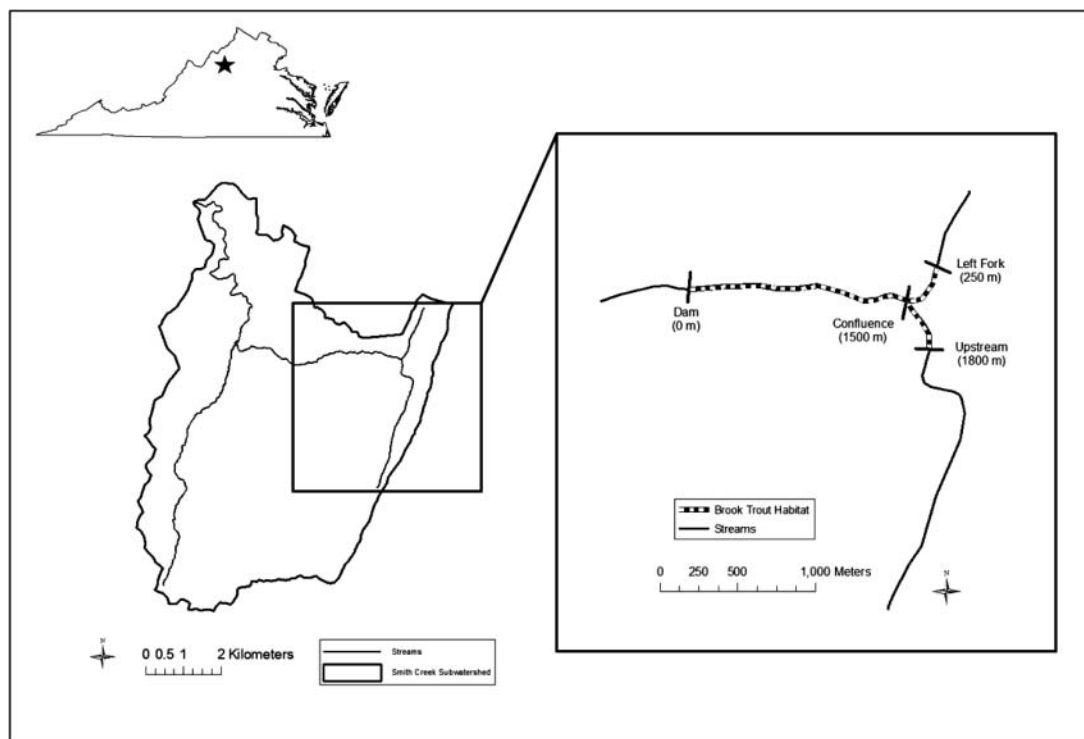 Left Fork
(250 m)
Dam
(0 m)
Confluence
(1500 m)
Upstream
(1800 m)
Brook Trout Habitat
Streams
0 250 500 1,000 Meters
N
N
0 0.5 1 2 Kilometers
Streams
Smith Creek Subwatershed